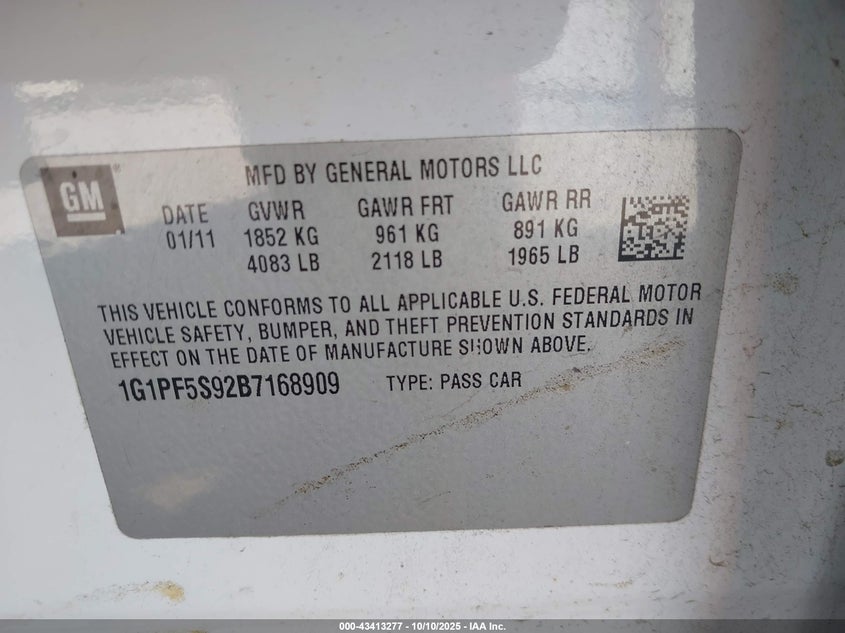 GM
MFD BY GENERAL MOTORS LLC
DATE GVWR GAWR FRT GAWR RR
01/11 1852 KG 961 KG 891 KG
4083 LB 2118 LB 1965 LB
THIS VEHICLE CONFORMS TO ALL APPLICABLE U.S. FEDERAL MOTOR
VEHICLE SAFETY, BUMPER, AND THEFT PREVENTION STANDARDS IN
EFFECT ON THE DATE OF MANUFACTURE SHOWN ABOVE.
1G1PF5S92B7168909 TYPE: PASS CAR
000-43413277 - 10/10/2025 - IAA Inc.